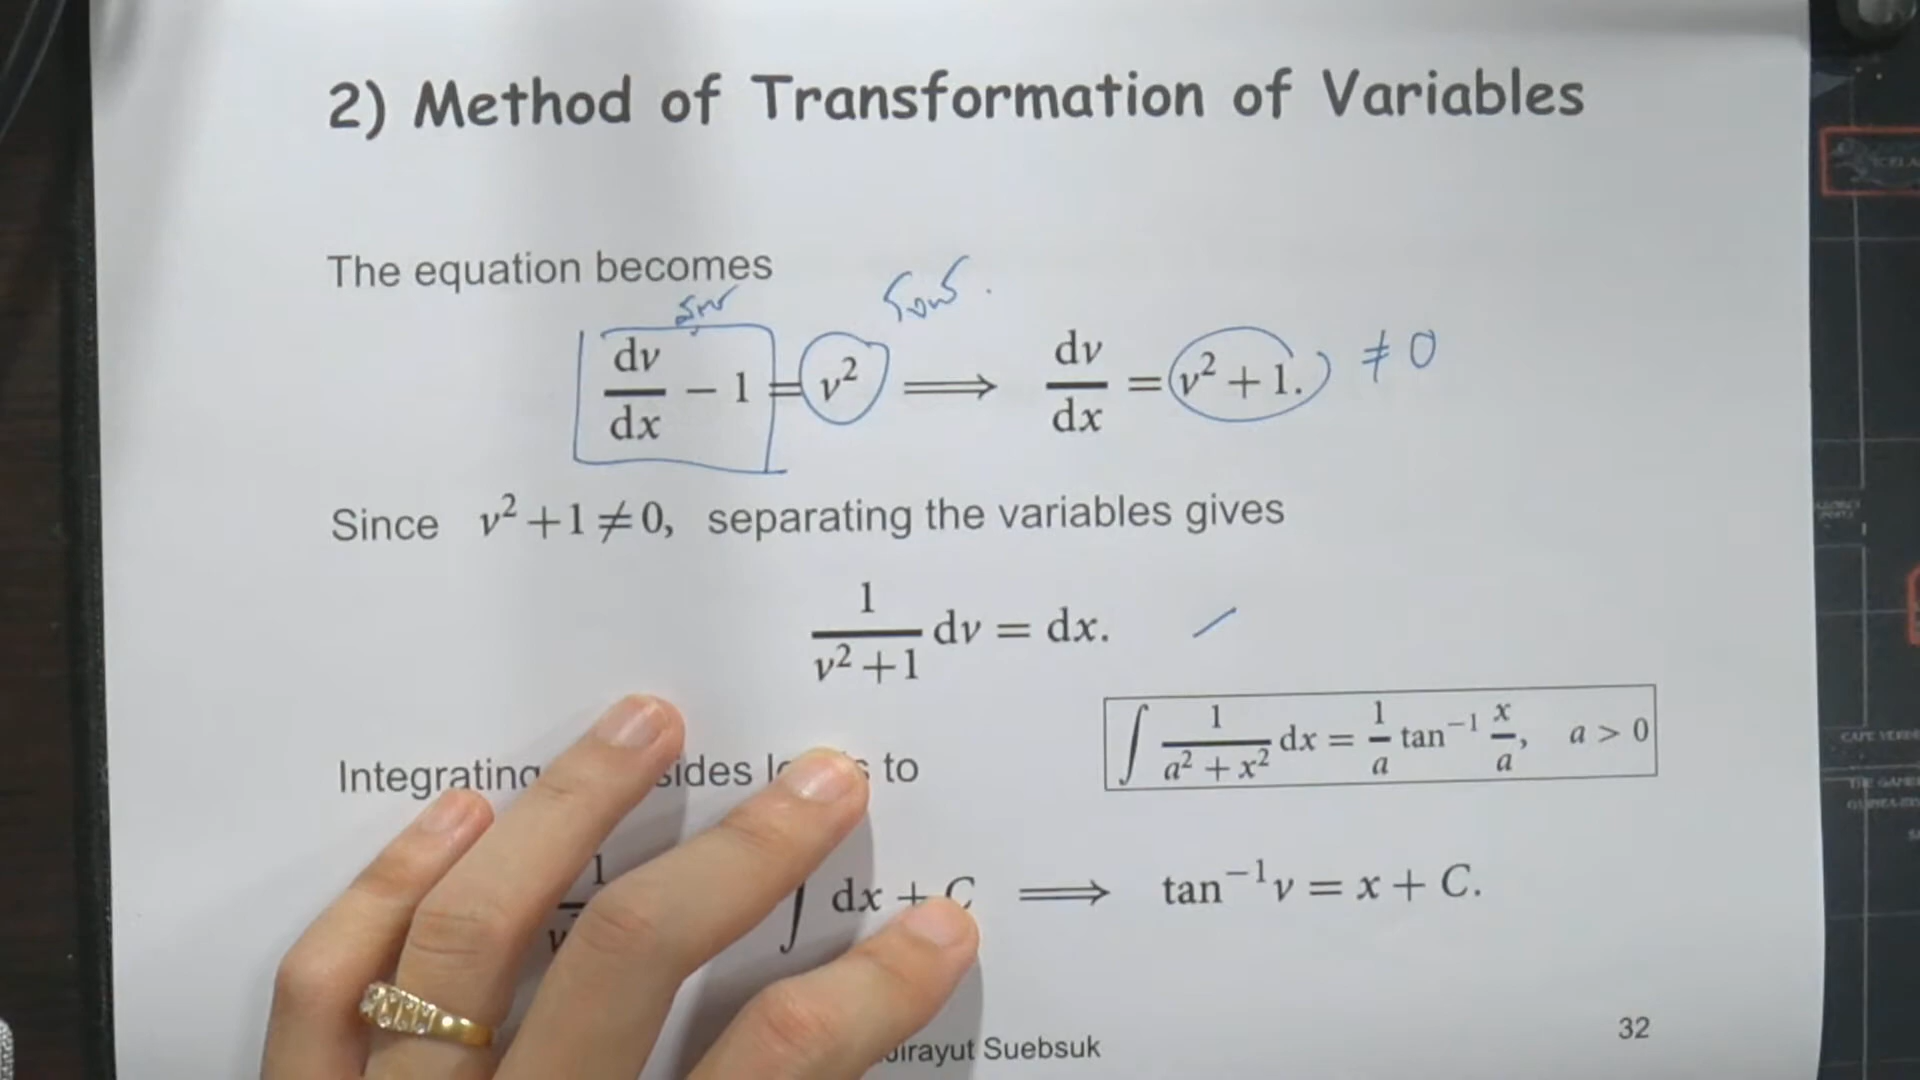 2) Method of Transformation of Variables
The equation becomes
dv/dx − 1 = v² ⟹ dv/dx = v² + 1. ≠ 0
Since v² + 1 ≠ 0, separating the variables gives
1/(v² + 1) dv = dx.
∫ 1/(a² + x²) dx = 1/a tan⁻¹ x/a, a > 0
Integrating sides to
1 ∫ dx + C ⟹ tan⁻¹v = x + C.
Jirayut Suebsuk
32